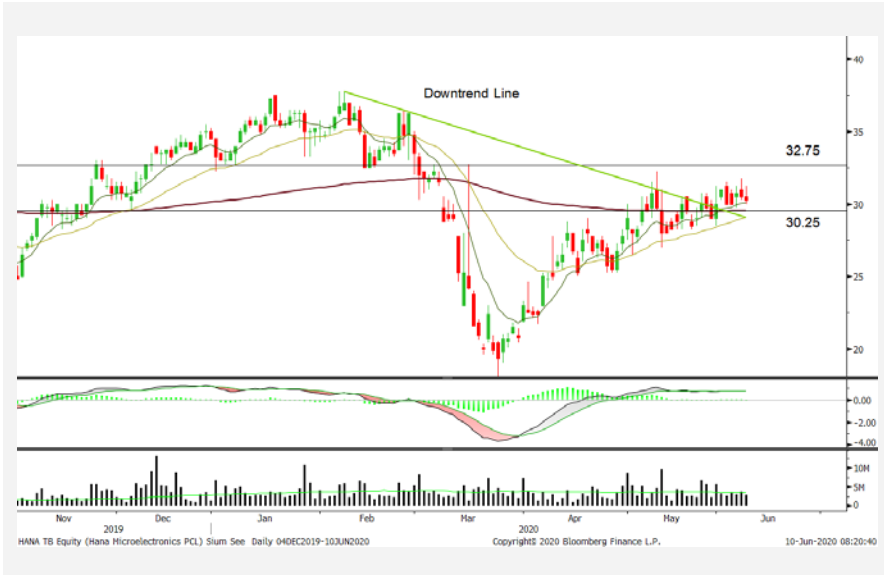 Downtrend Line
40
35
32.75
30
30.25
25
20
0.00
-2.00
-4.00
10M
5M
0
Nov Dec Jan Feb Mar Apr May Jun
2019 2020
HANA TB Equity (Hana Microelectronics PCL) Sium See Daily 04DEC2019-10JUN2020 Copyright© 2020 Bloomberg Finance L.P. 10-Jun-2020 08:20:40